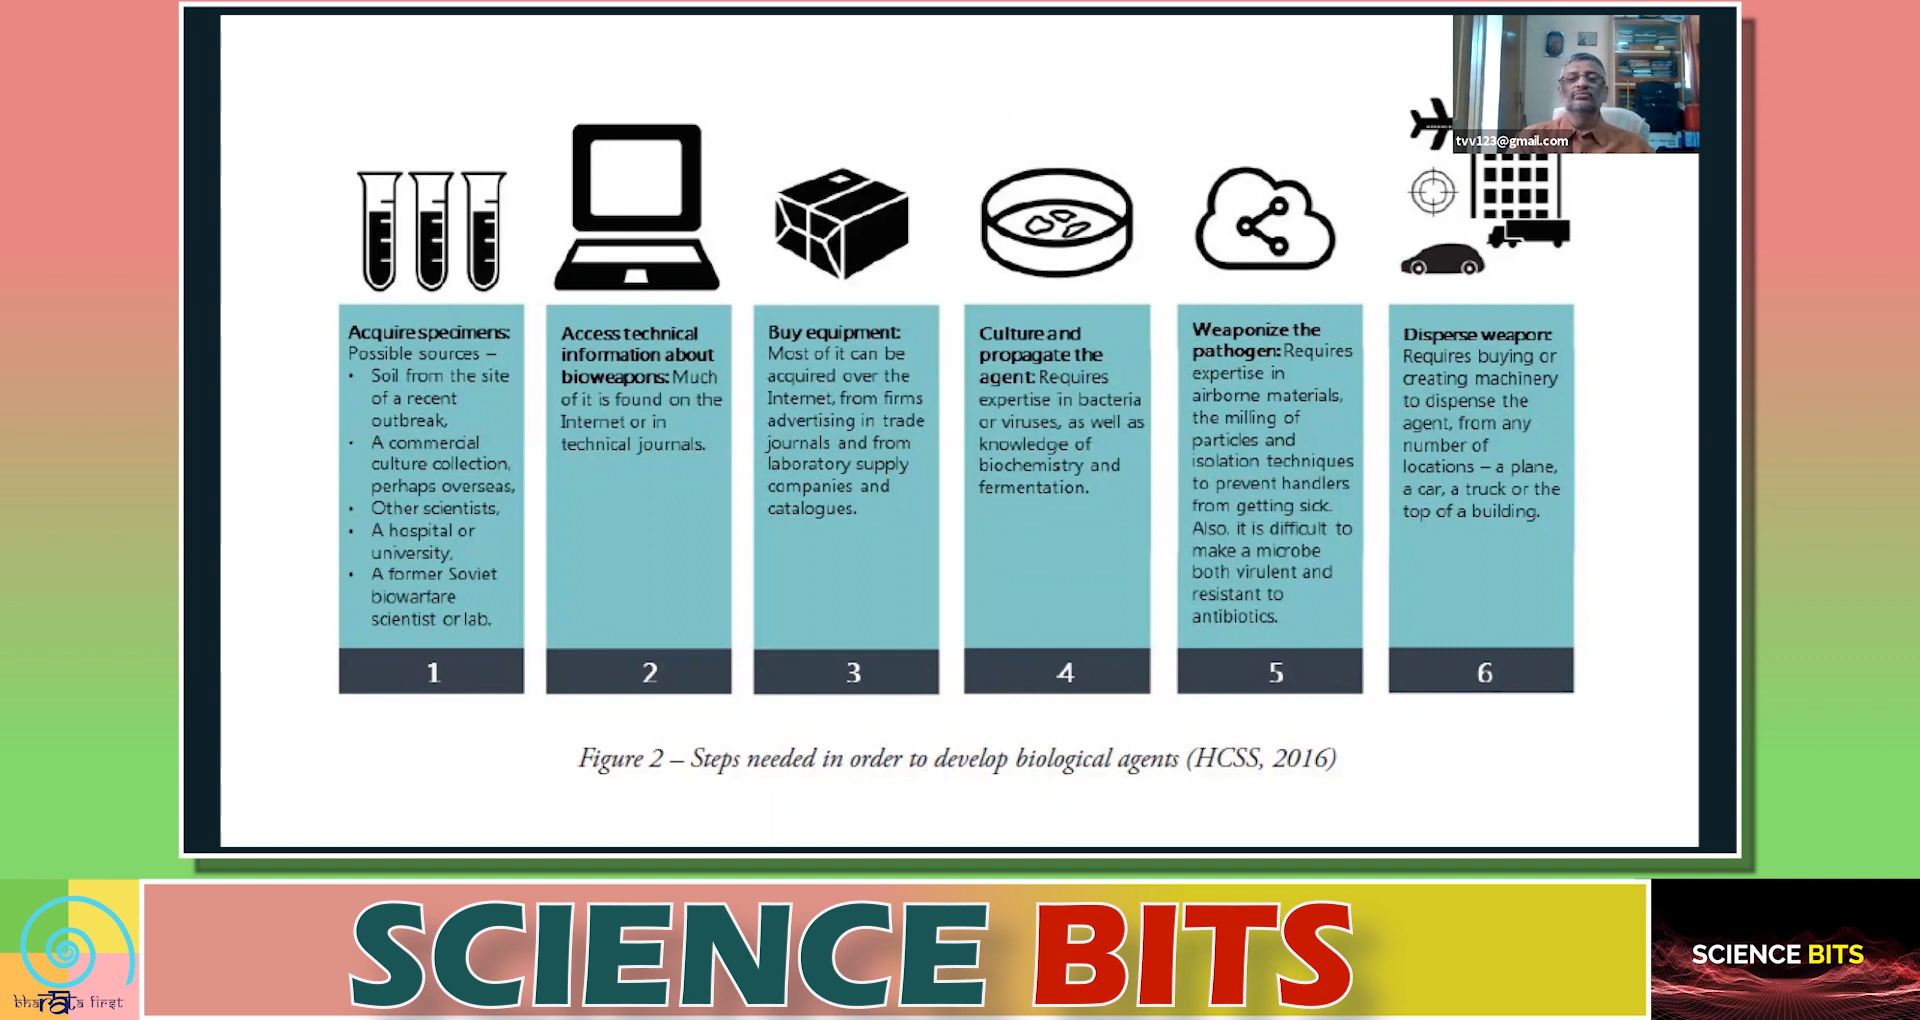 tvv123@gmail.com
Acquire specimens:
Possible sources –
• Soil from the site
of a recent
outbreak,
• A commercial
culture collection,
perhaps overseas,
• Other scientists,
• A hospital or
university,
• A former Soviet
biowarfare
scientist or lab.
1
Access technical
information about
bioweapons: Much
of it is found on the
Internet or in
technical journals.
2
Buy equipment:
Most of it can be
acquired over the
Internet, from firms
advertising in trade
journals and from
laboratory supply
companies and
catalogues.
3
Culture and
propagate the
agent: Requires
expertise in bacteria
or viruses, as well as
knowledge of
biochemistry and
fermentation.
4
Weaponize the
pathogen: Requires
expertise in
airborne materials,
the milling of
particles and
isolation techniques
to prevent handlers
from getting sick.
Also, it is difficult to
make a microbe
both virulent and
resistant to
antibiotics.
5
Disperse weapon:
Requires buying or
creating machinery
to dispense the
agent, from any
number of
locations – a plane,
a car, a truck or the
top of a building.
6
Figure 2 – Steps needed in order to develop biological agents (HCSS, 2016)
SCIENCE BITS
SCIENCE BITS
first